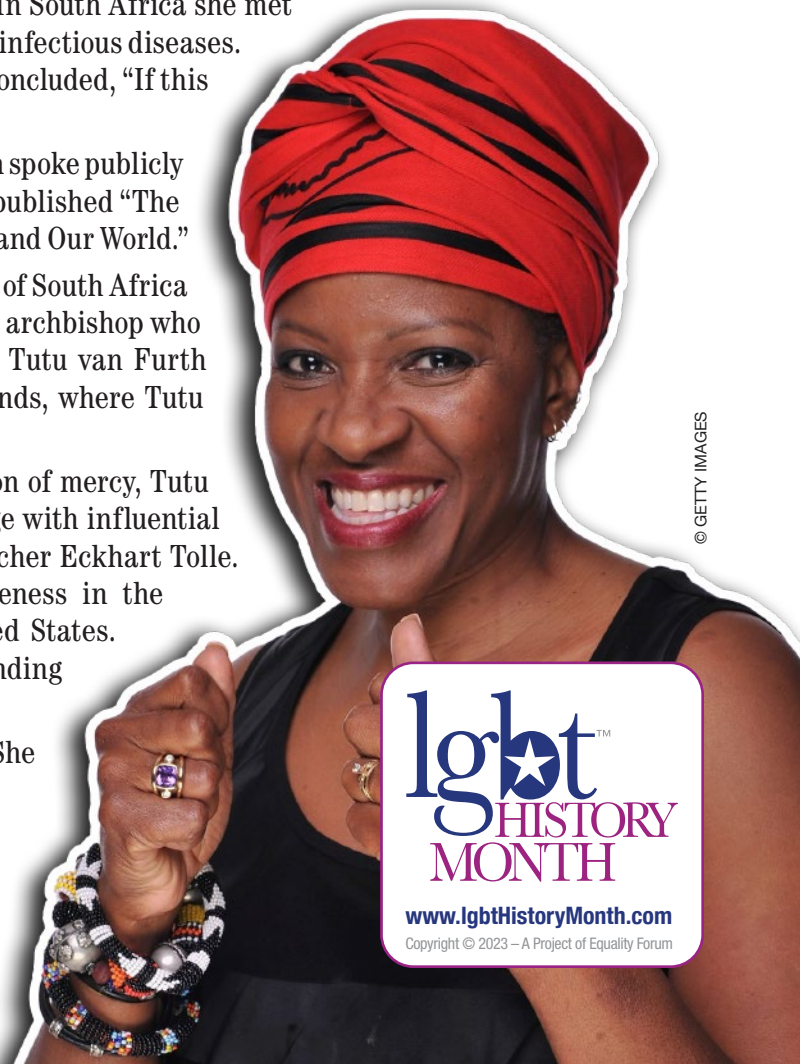 in South Africa she met
infectious diseases.
oncluded, “If this
spoke publicly
published “The
and Our World.”
of South Africa
archbishop who
Tutu van Furth
nds, where Tutu
on of mercy, Tutu
e with influential
cher Eckhart Tolle.
eness in the
ed States.
nding
She
© GETTY IMAGES
lgbt™
HISTORY
MONTH
www.lgbtHistoryMonth.com
Copyright © 2023 – A Project of Equality Forum